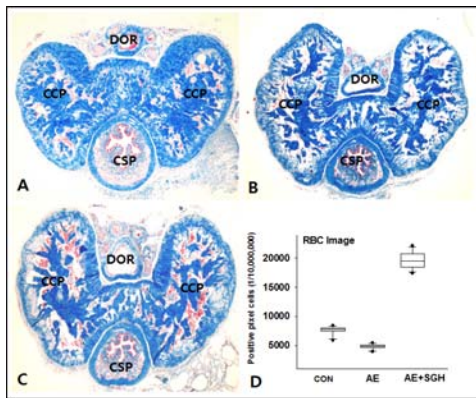 DOR
CCP CCP
CSP
A
DOR
CCP CCP
CSP
B
DOR
CCP CCP
CSP
C
RBC Image
Positive pixel cells (1/10,000,000)
20000
15000
10000
5000
CON AE AE+SGH
D